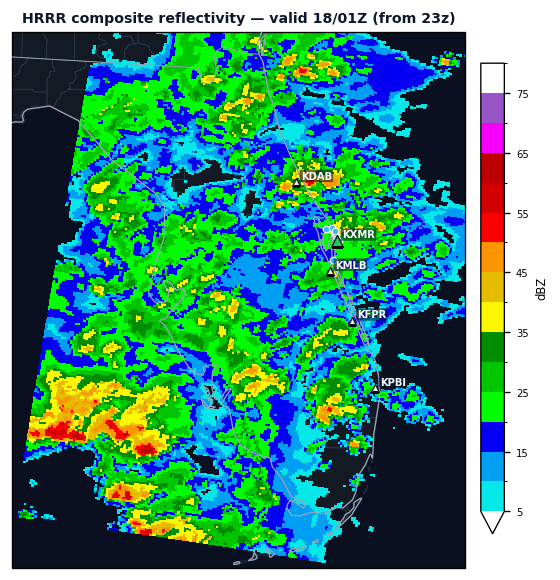 HRRR composite reflectivity — valid 18/01Z (from 23z)
KDAB
KXMR
KMLB
KFPR
KPBI
75
65
55
45
35
25
15
5
dBZ